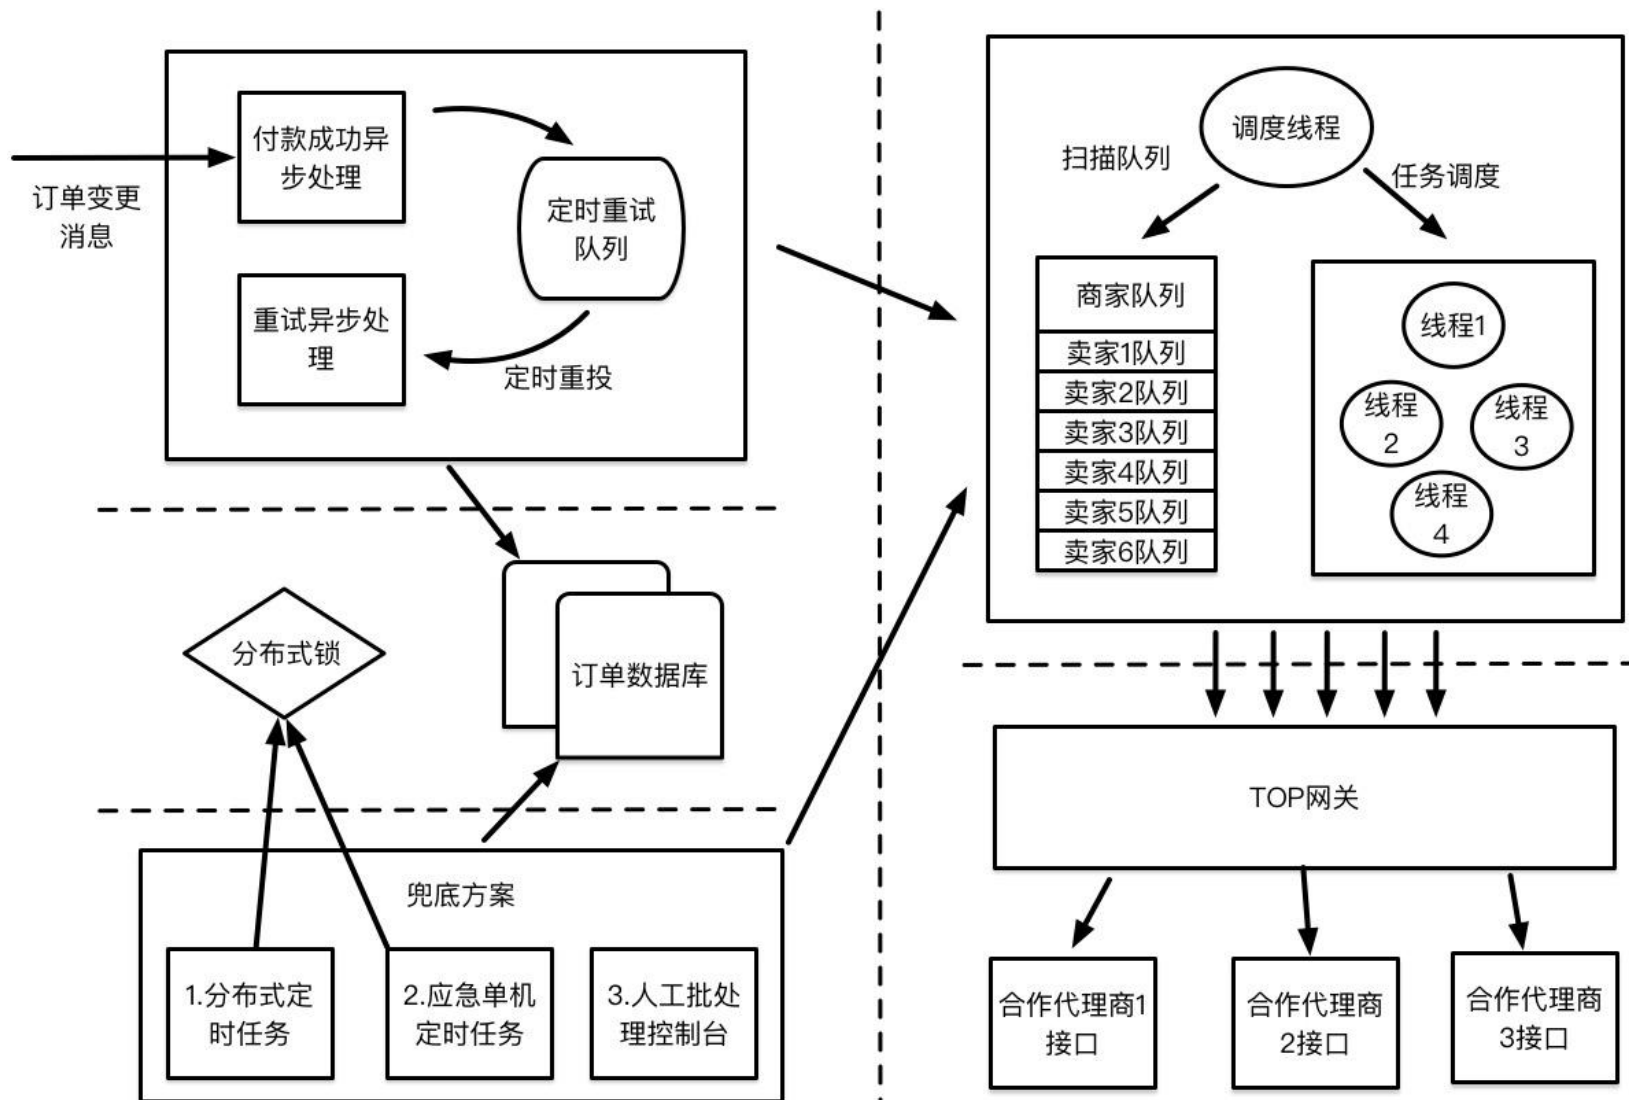 订单变更
消息
付款成功异
步处理
定时重试
队列
重试异步处
理
定时重投
分布式锁
订单数据库
兜底方案
1.分布式定
时任务
2.应急单机
定时任务
3.人工批处
理控制台
调度线程
扫描队列
任务调度
商家队列
卖家1队列
卖家2队列
卖家3队列
卖家4队列
卖家5队列
卖家6队列
线程1
线程
2
线程
3
线程
4
TOP网关
合作代理商1
接口
合作代理商
2接口
合作代理商
3接口